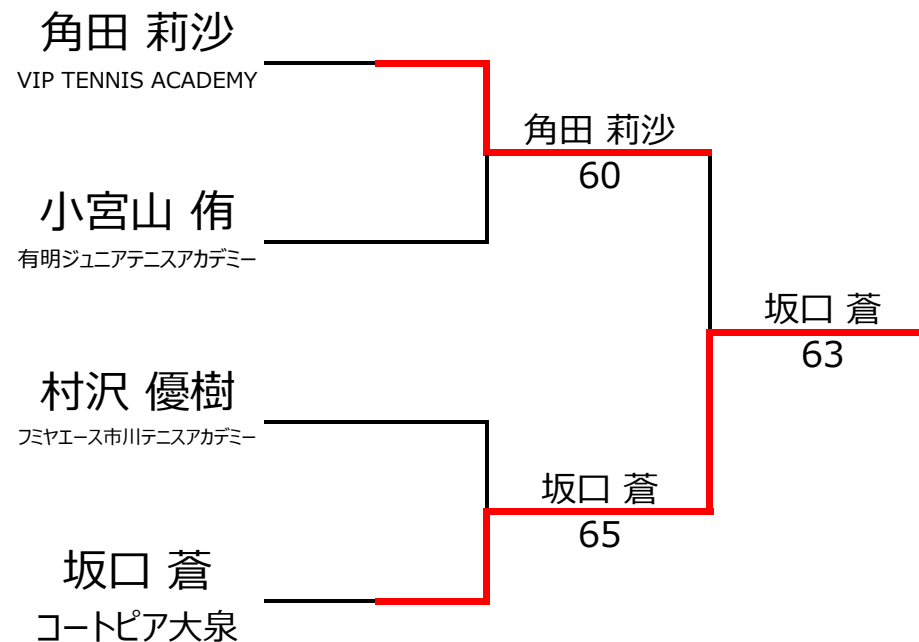 角田 莉沙
VIP TENNIS ACADEMY
角田 莉沙
60
小宮山 侑
有明ジュニアテニスアカデミー
坂口 蒼
63
村沢 優樹
フミヤエース市川テニスアカデミー
坂口 蒼
65
坂口 蒼
コートピア大泉